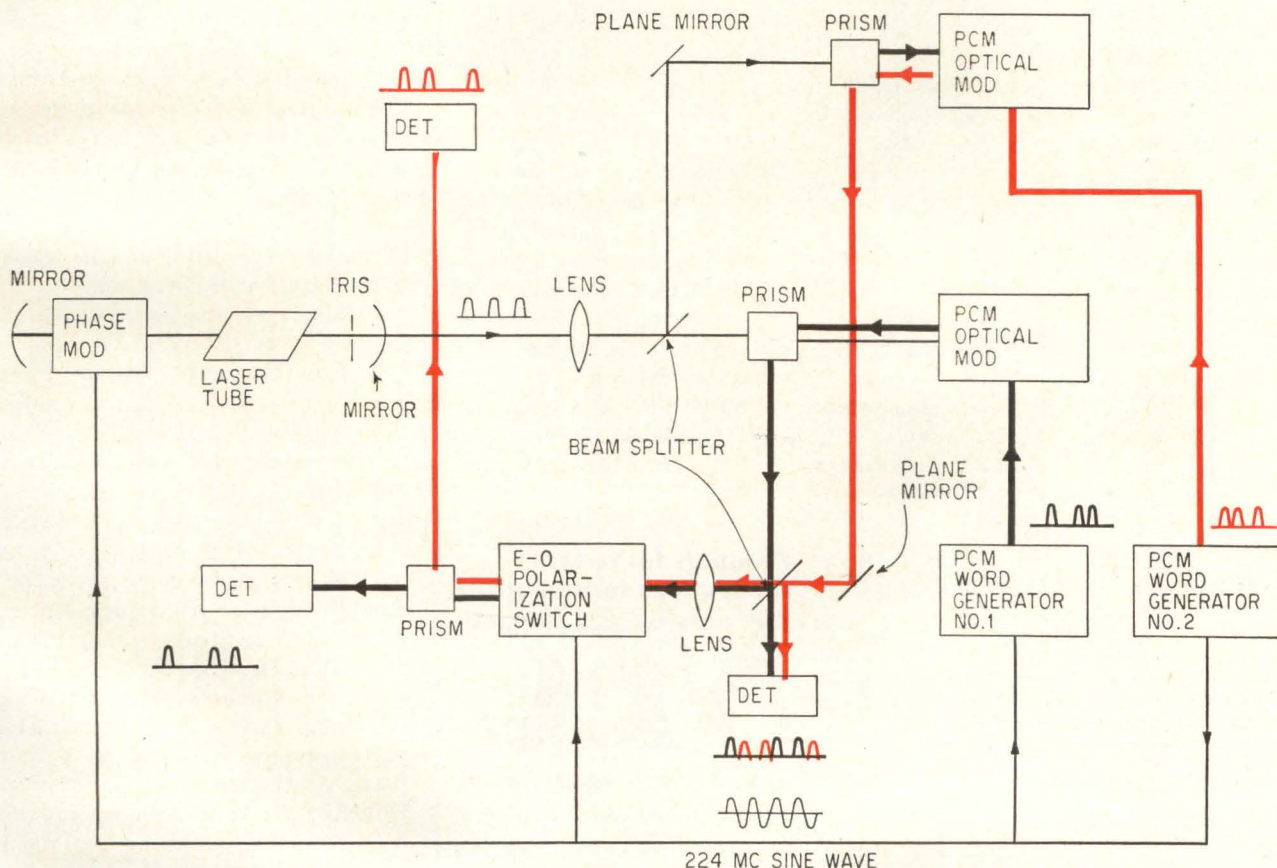 PLANE MIRROR
PRISM
PCM
OPTICAL
MOD
DET
MIRROR
PHASE
MOD
LASER
TUBE
IRIS
MIRROR
LENS
PRISM
PCM
OPTICAL
MOD
BEAM SPLITTER
PLANE
MIRROR
DET
PRISM
E-O
POLAR-
IZATION
SWITCH
LENS
DET
PCM
WORD
GENERATOR
NO.1
PCM
WORD
GENERATOR
NO.2
224 MC SINE WAVE